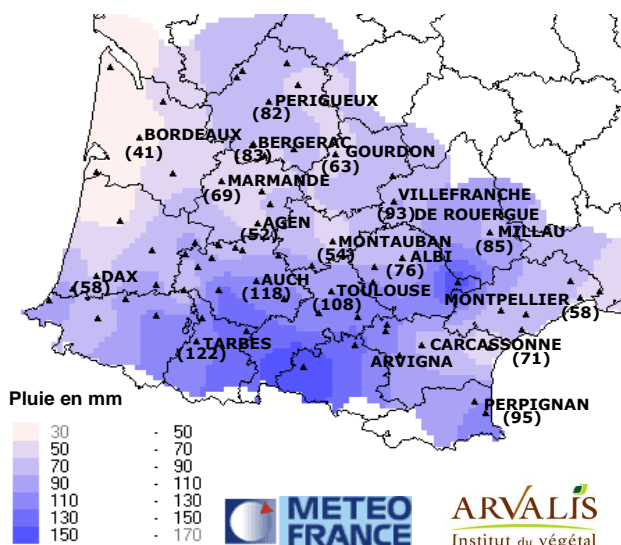 PERIGUEUX
(82)
BORDEAUX
(41)
BERGERAC
(83)
GOURDON
(63)
MARMANDE
(69)
VILLEFRANCHE
(93) DE ROUERGUE
AGEN
(52)
MILLAU
(85)
MONTAUBAN
(54)
ALBI
(76)
DAX
(58)
AUCH
(118)
TOULOUSE
(108)
MONTPELLIER
(58)
TARBES
(122)
CARCASSONNE
(71)
ARVIGNA
PERPIGNAN
(95)
Pluie en mm
30 - 50
50 - 70
70 - 90
90 - 110
110 - 130
130 - 150
150 - 170
METEO
FRANCE
ARVALIS
Institut du végétal